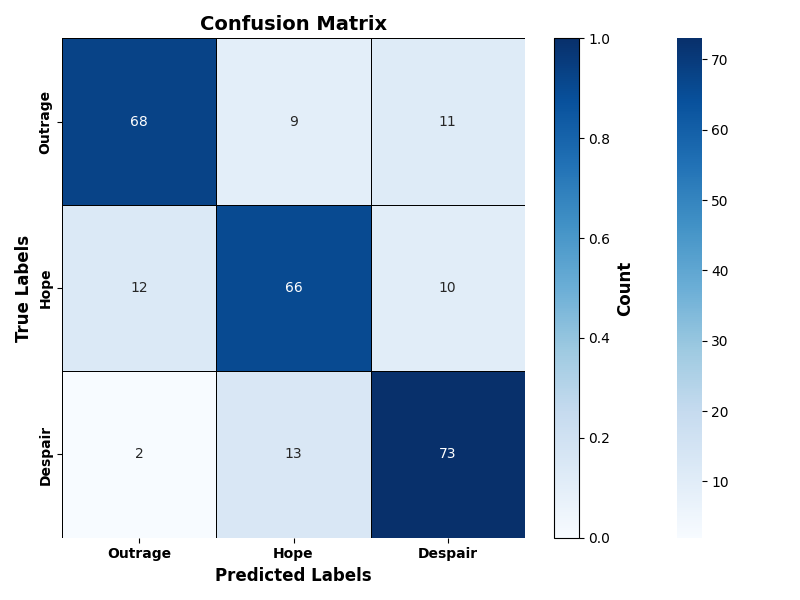 Confusion Matrix
True Labels
Outrage
68 9 11
Hope
12 66 10
Despair
2 13 73
Outrage Hope Despair
Predicted Labels
1.0
0.8
0.6
0.4
0.2
0.0
Count
70
60
50
40
30
20
10